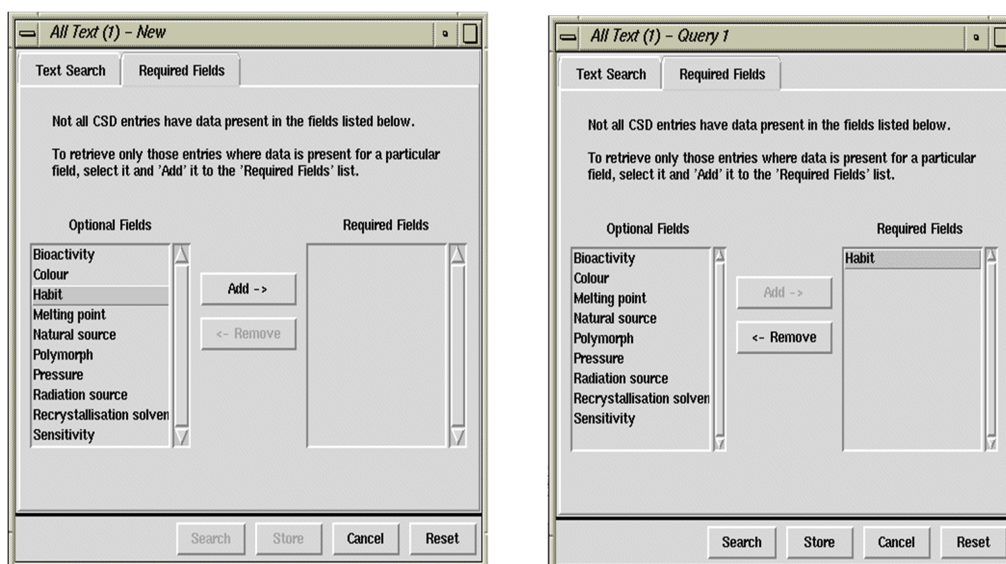 All Text (1) - New
Text Search
Required Fields
Not all CSD entries have data present in the fields listed below.
To retrieve only those entries where data is present for a particular
field, select it and 'Add' it to the 'Required Fields' list.
Optional Fields
Required Fields
Bioactivity
Colour
Habit
Melting point
Natural source
Polymorph
Pressure
Radiation source
Recrystallisation solven
Sensitivity
Add ->
<- Remove
Search
Store
Cancel
Reset
All Text (1) - Query 1
Text Search
Required Fields
Not all CSD entries have data present in the fields listed below.
To retrieve only those entries where data is present for a particular
field, select it and 'Add' it to the 'Required Fields' list.
Optional Fields
Required Fields
Bioactivity
Colour
Melting point
Natural source
Polymorph
Pressure
Radiation source
Recrystallisation solven
Sensitivity
Add ->
<- Remove
Habit
Search
Store
Cancel
Reset